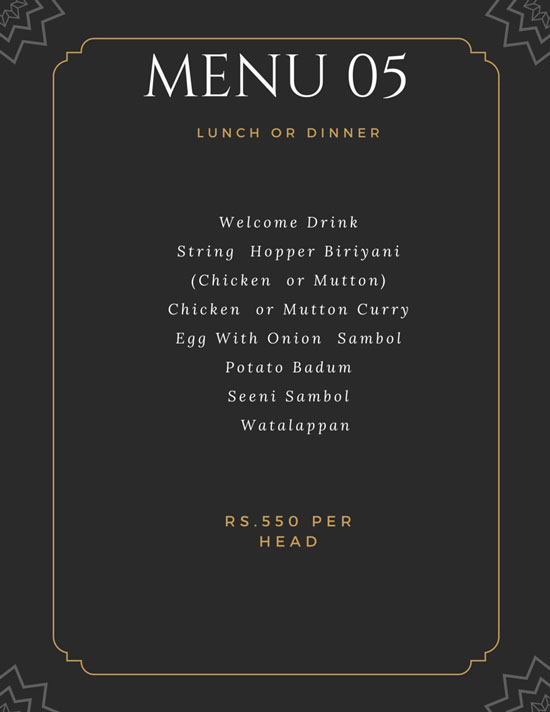 MENU 05
LUNCH OR DINNER
Welcome Drink
String Hopper Biriyani
(Chicken or Mutton)
Chicken or Mutton Curry
Egg With Onion Sambol
Potato Badum
Seeni Sambol
Watalappan
RS.550 PER
HEAD